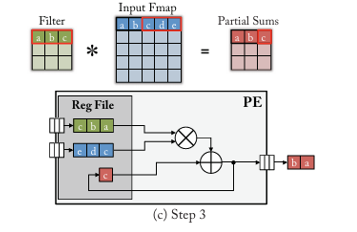 Filter
Input Fmap
Partial Sums
a b c
*
a b c d e
=
a b c
Reg File
PE
c b a
e d c
c
b a
(c) Step 3